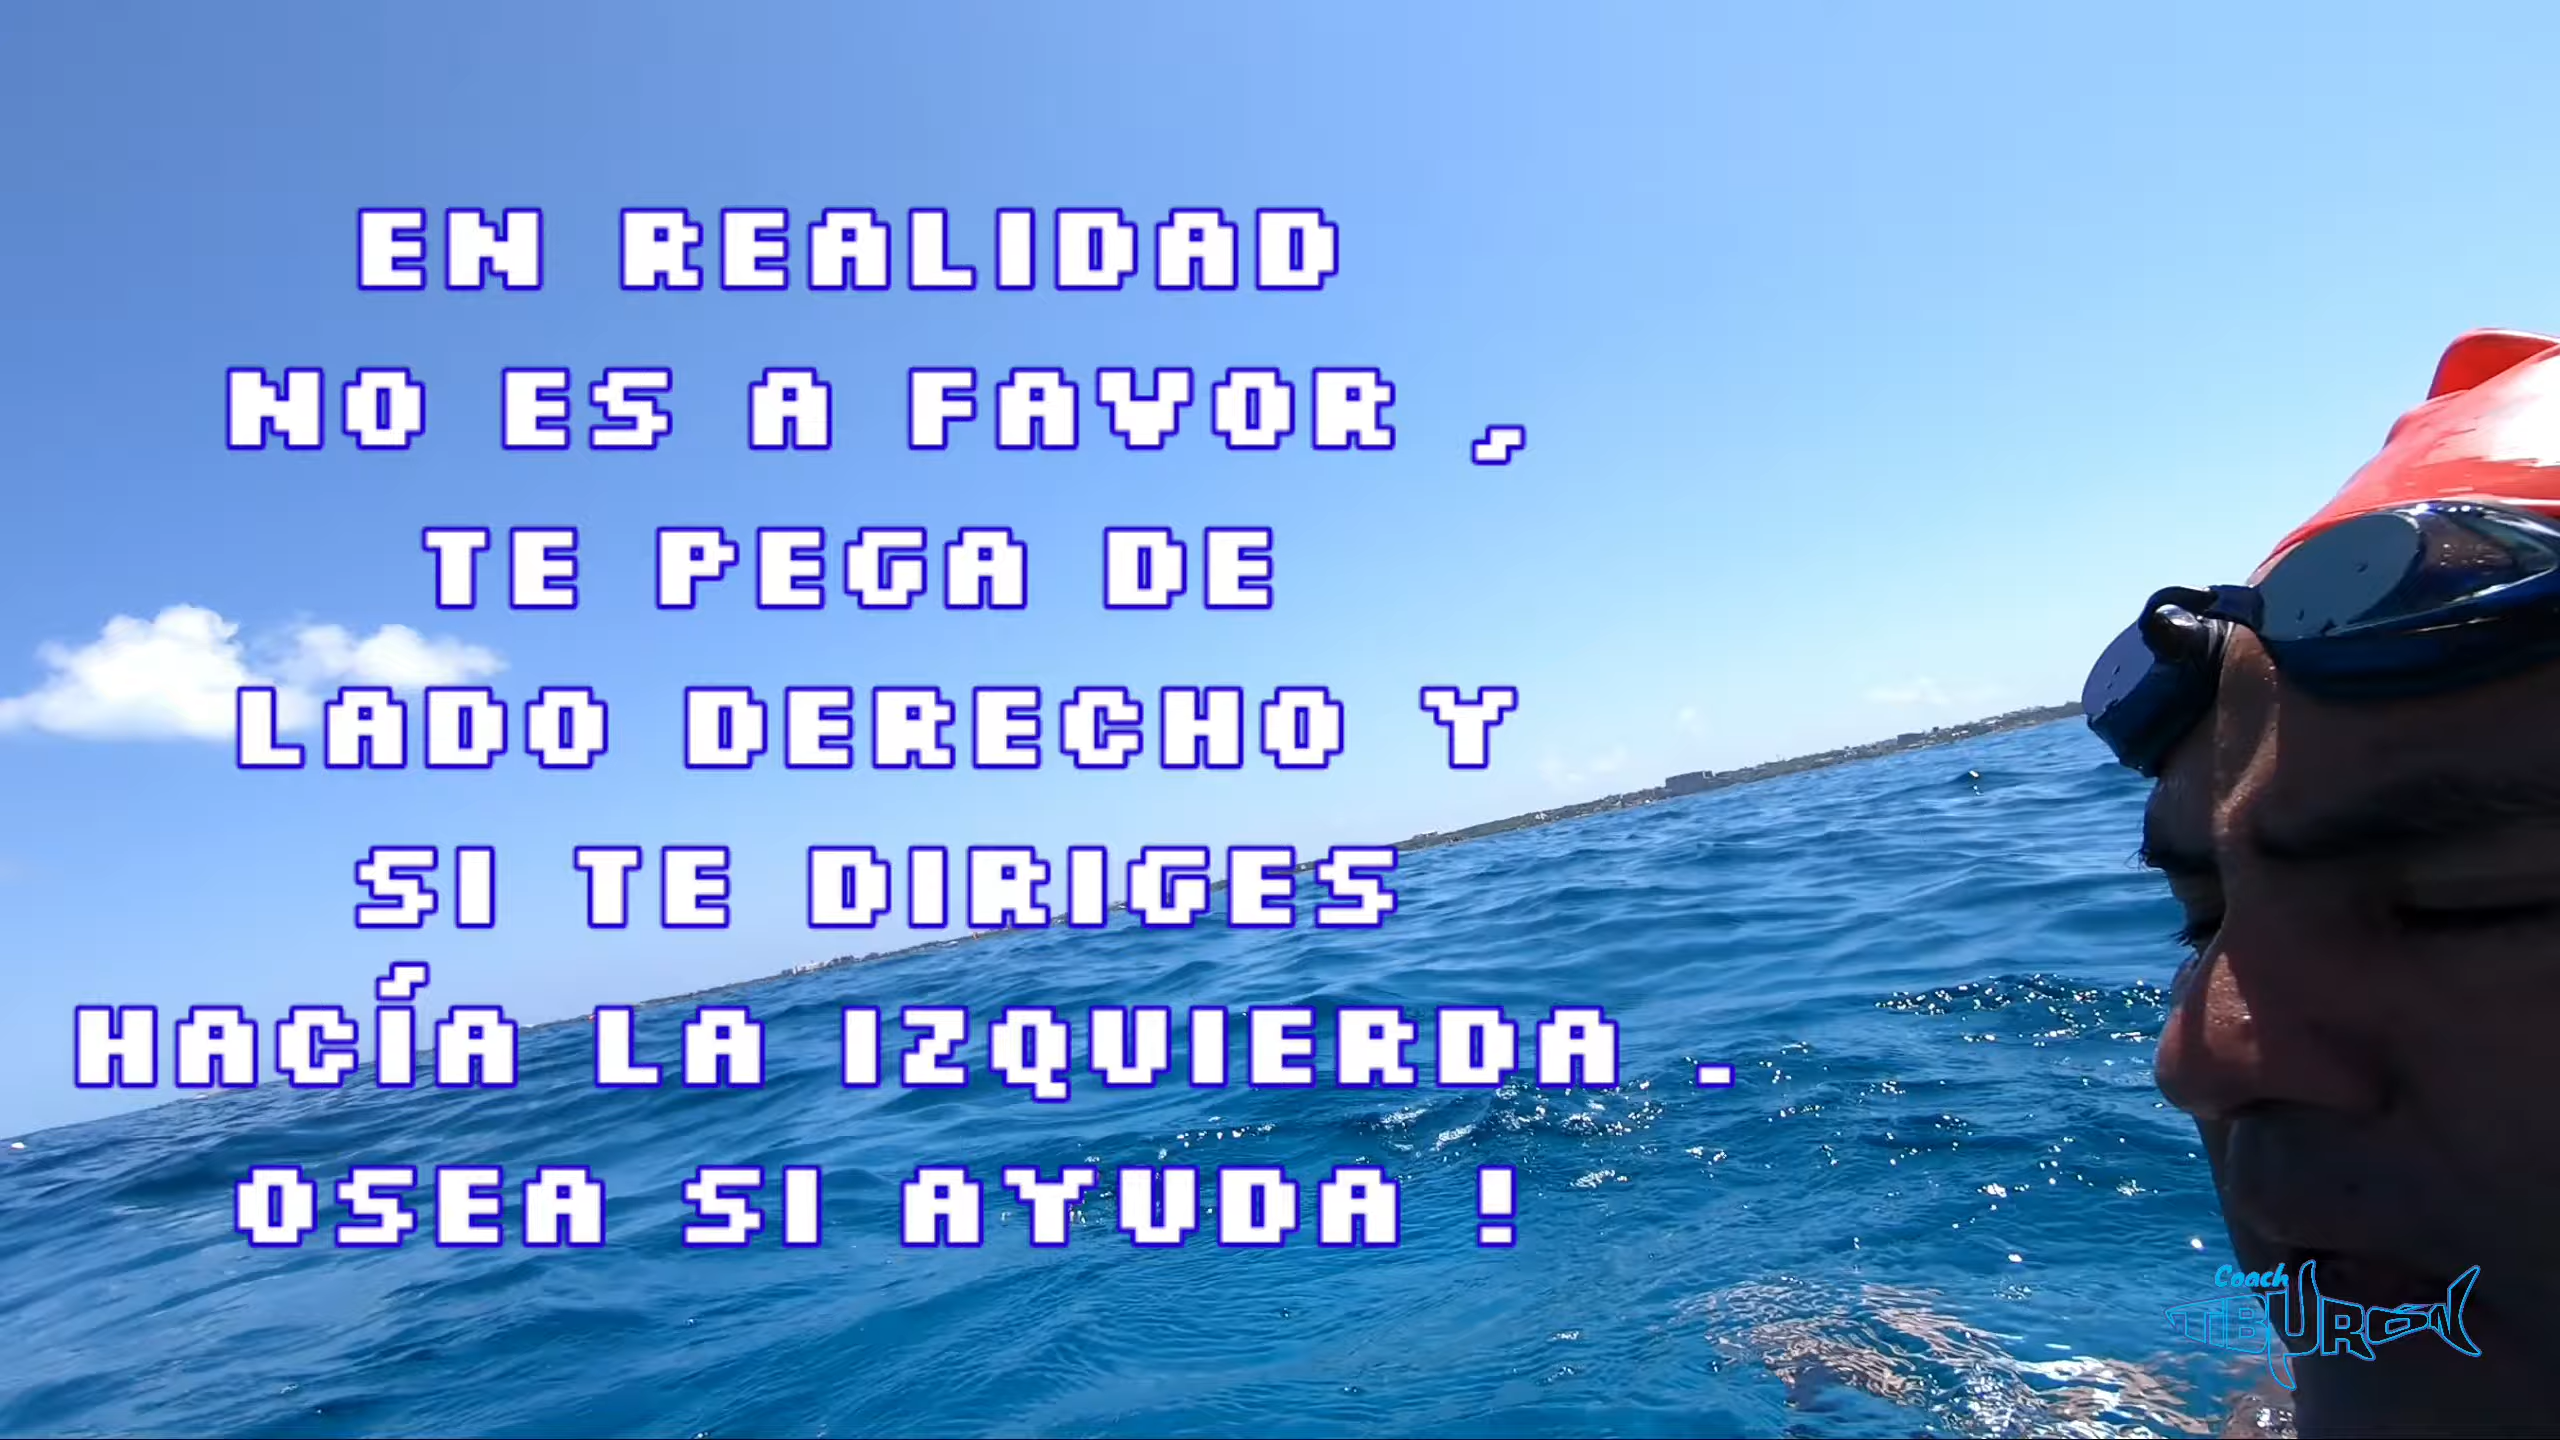 EN REALIDAD
NO ES A FAVOR ,
TE PEGA DE
LADO DERECHO Y
SI TE DIRIGES
HACÍA LA IZQUIERDA .
OSEA SI AYUDA !
Coach
TIBURON